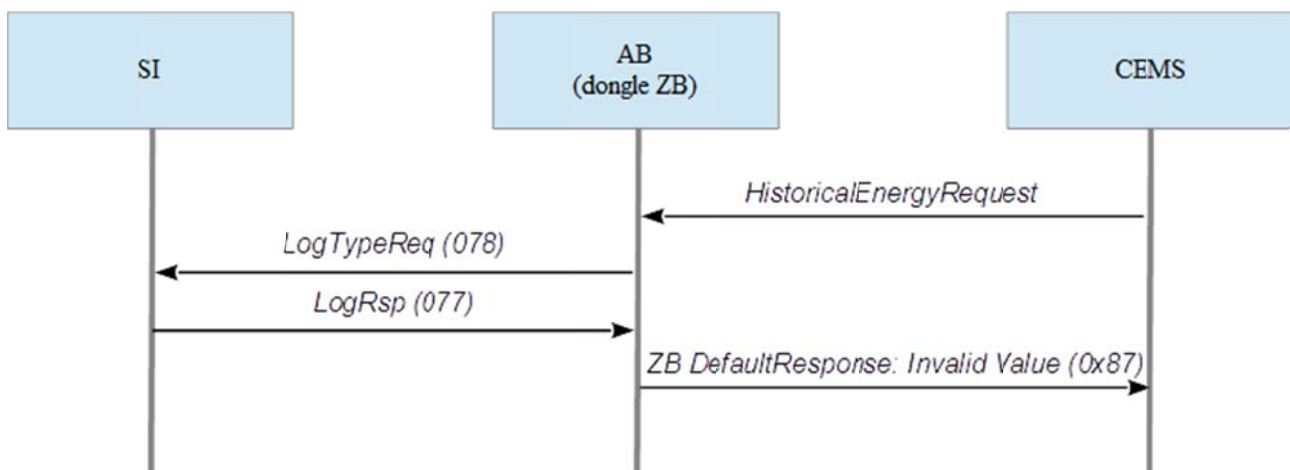 SI
AB
(dongle ZB)
CEMS
HistoricalEnergyRequest
LogTypeReq (078)
LogRsp (077)
ZB DefaultResponse: Invalid Value (0x87)